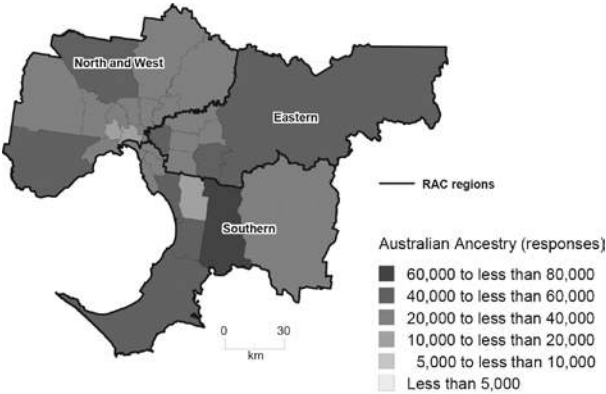 North and West
Eastern
Southern
RAC regions
0 30
km
Australian Ancestry (responses)
60,000 to less than 80,000
40,000 to less than 60,000
20,000 to less than 40,000
10,000 to less than 20,000
5,000 to less than 10,000
Less than 5,000